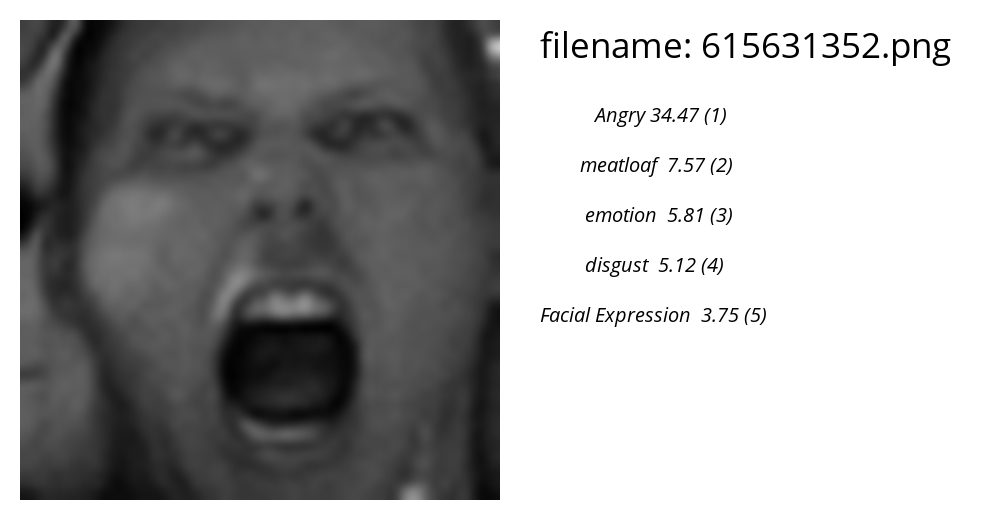 filename: 615631352.png
Angry 34.47 (1)
meatloaf 7.57 (2)
emotion 5.81 (3)
disgust 5.12 (4)
Facial Expression 3.75 (5)